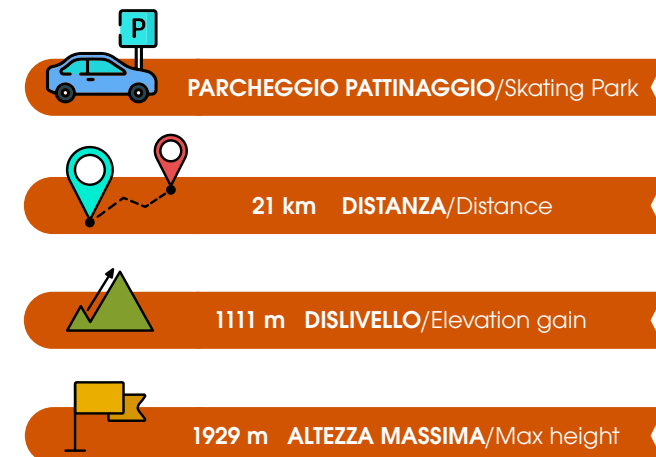 P
PARCHEGGIO PATTINAGGIO/Skating Park
21 km DISTANZA/Distance
1111 m DISLIVELLO/Elevation gain
1929 m ALTEZZA MASSIMA/Max height